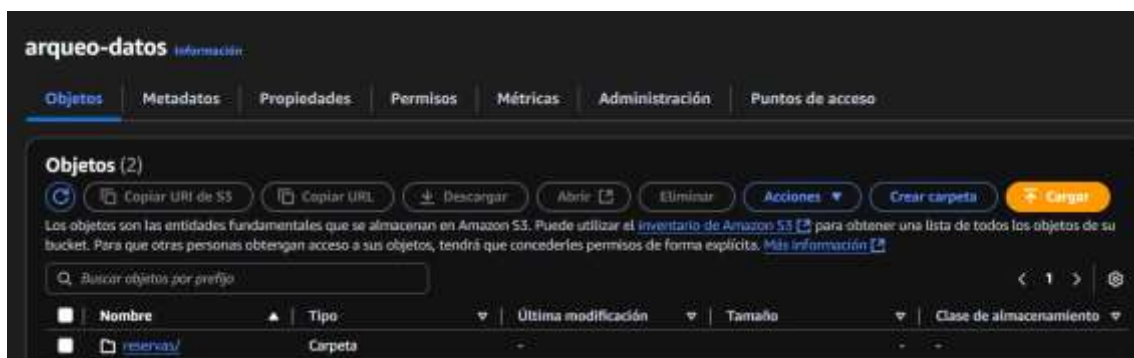 arqueo-datos Información
Objetos Metadatos Propiedades Permisos Métricas Administración Puntos de acceso
Objetos (2)
Copiar URI de S3 Copiar URL Descargar Abrir Eliminar Acciones Crear carpeta Cargar
Los objetos son las entidades fundamentales que se almacenan en Amazon S3. Puede utilizar el inventario de Amazon S3 para obtener una lista de todos los objetos de su
bucket. Para que otras personas obtengan acceso a sus objetos, tendrá que concederles permisos de forma explícita. Más información
Buscar objetos por prefijo
1
Nombre Tipo Última modificación Tamaño Clase de almacenamiento
reservas/ Carpeta - - -